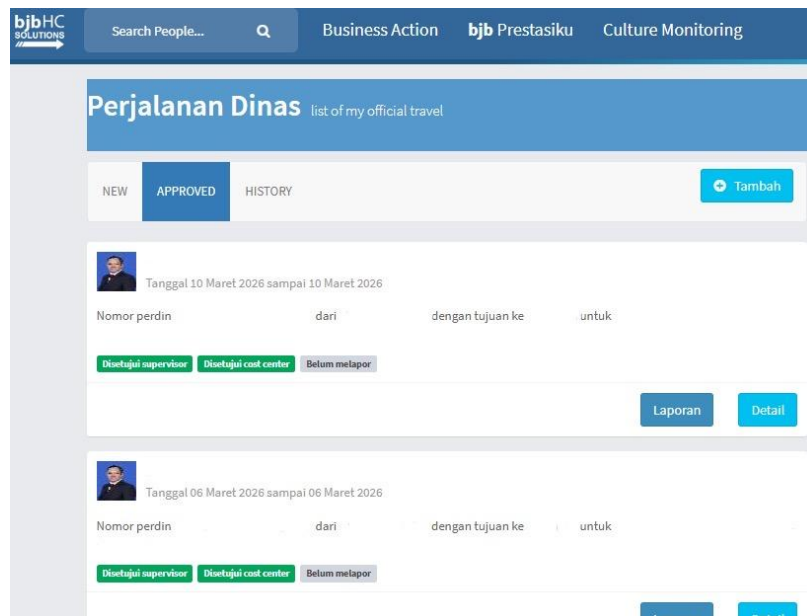 bjb HC
SOLUTIONS
Search People...
Business Action
bjb Prestasiku
Culture Monitoring
Perjalanan Dinas list of my official travel
NEW APPROVED HISTORY
Tambah
Tanggal 10 Maret 2026 sampai 10 Maret 2026
Nomor perdin dari dengan tujuan ke untuk
Disetujui supervisor Disetujui cost center Belum melapor
Laporan Detail
Tanggal 06 Maret 2026 sampai 06 Maret 2026
Nomor perdin dari dengan tujuan ke untuk
Disetujui supervisor Disetujui cost center Belum melapor